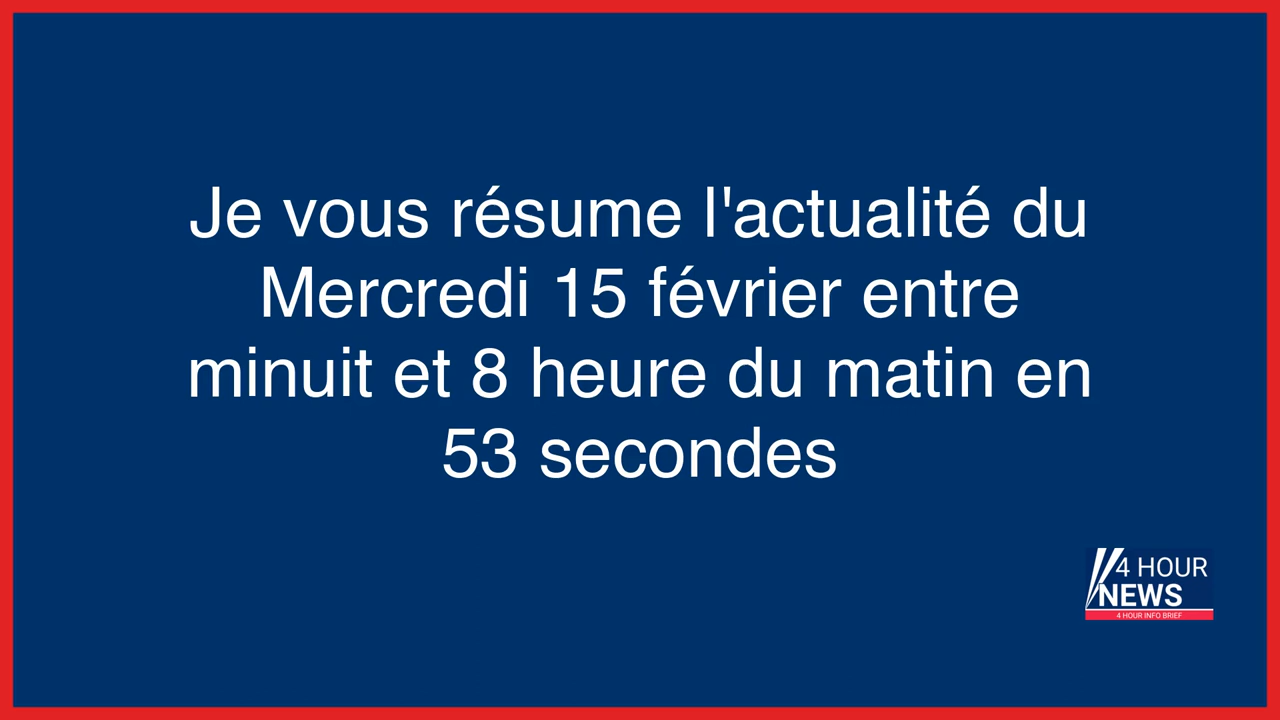 Je vous résume l'actualité du
Mercredi 15 février entre
minuit et 8 heure du matin en
53 secondes
4 HOUR
NEWS
4 HOUR INFO BRIEF